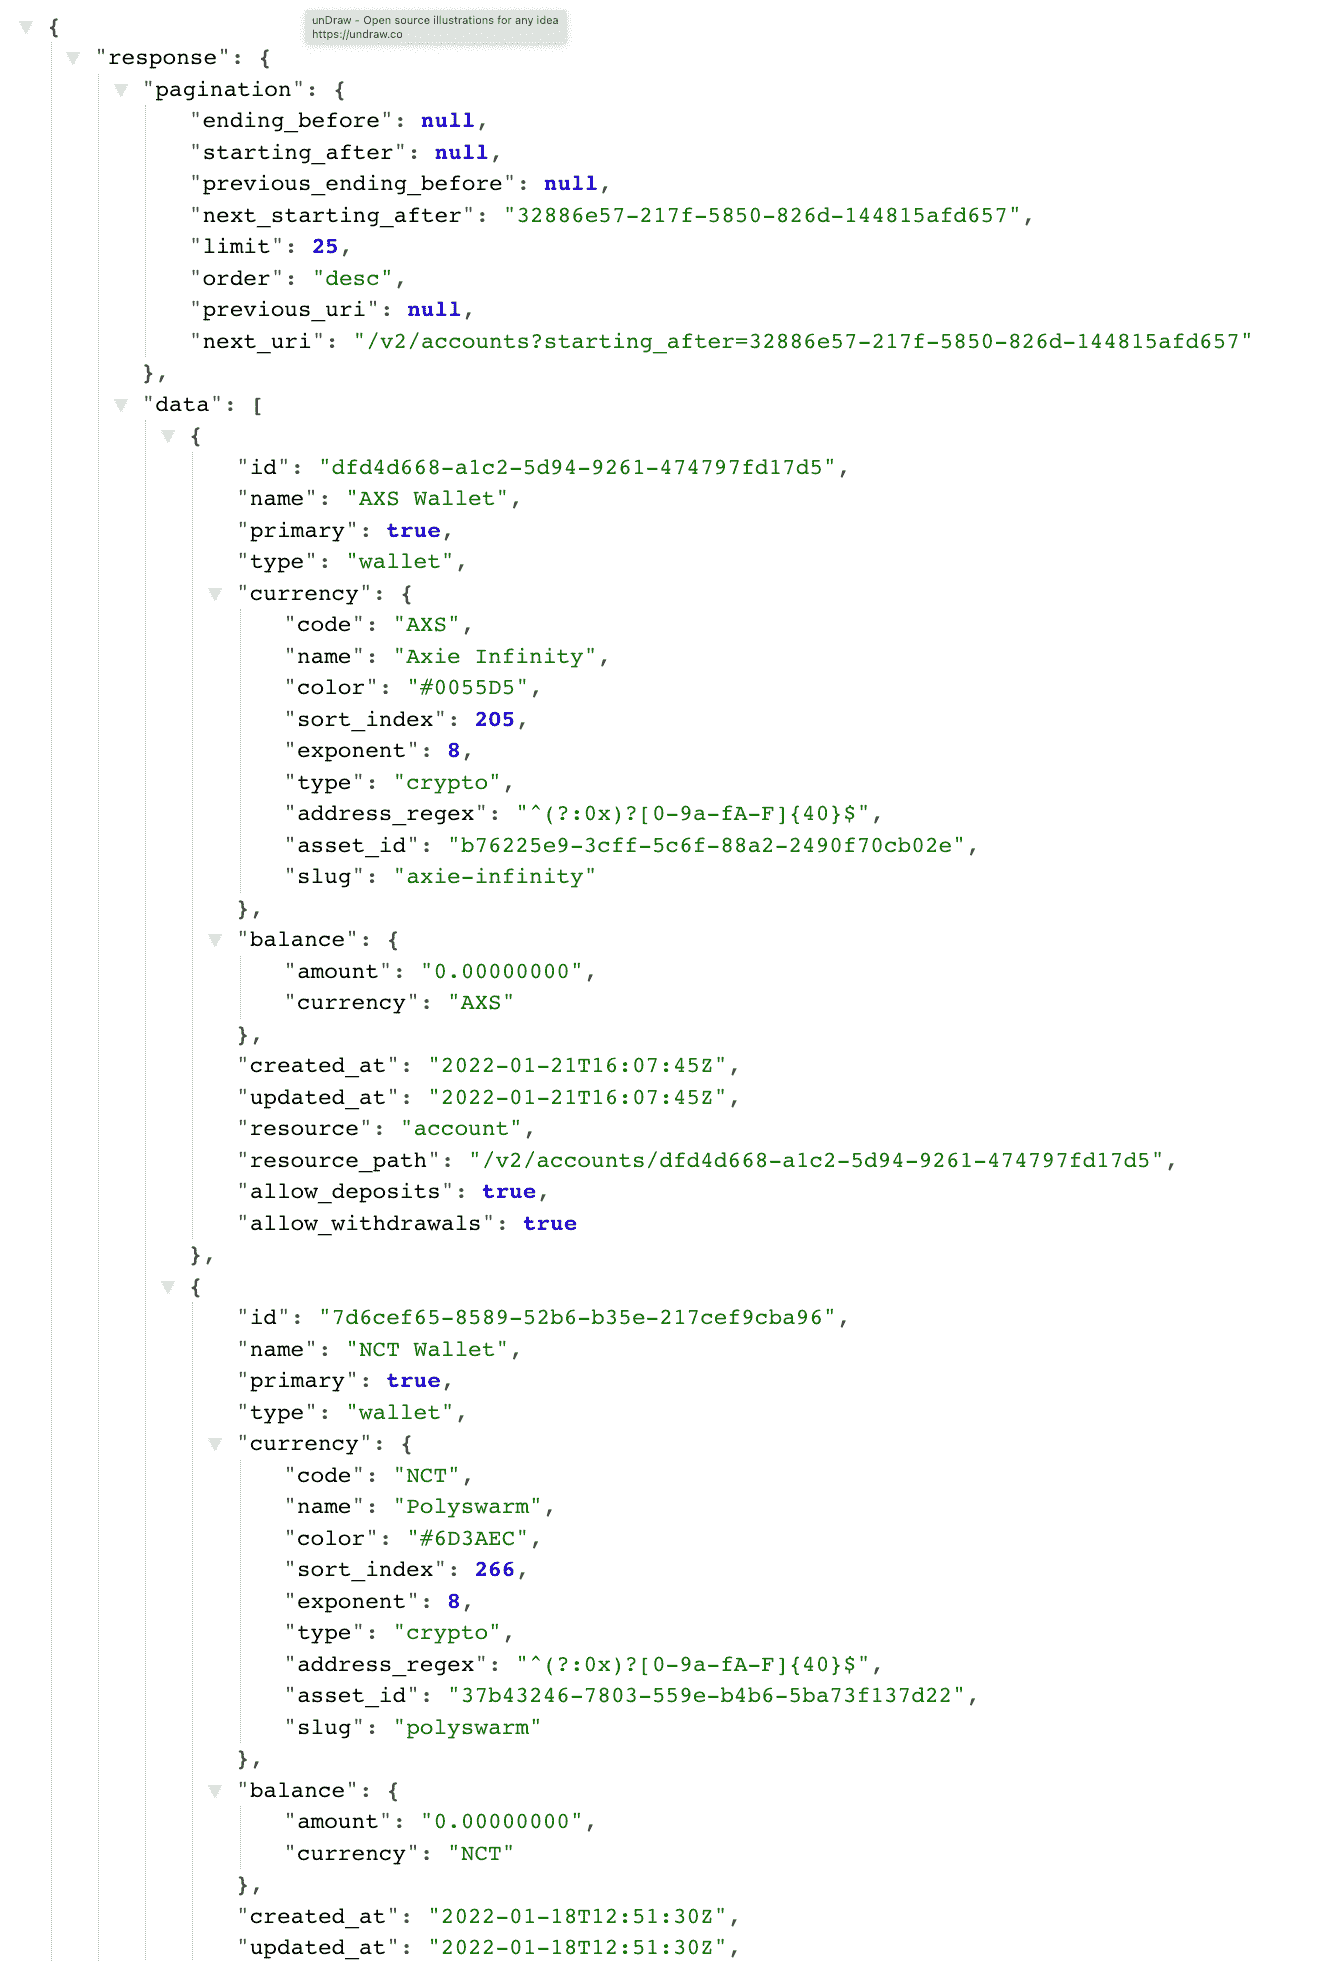 {
unDraw - Open source illustrations for any idea
https://undraw.co
"response": {
"pagination": {
"ending_before": null,
"starting_after": null,
"previous_ending_before": null,
"next_starting_after": "32886e57-217f-5850-826d-144815afd657",
"limit": 25,
"order": "desc",
"previous_uri": null,
"next_uri": "/v2/accounts?starting_after=32886e57-217f-5850-826d-144815afd657"
},
"data": [
{
"id": "dfd4d668-a1c2-5d94-9261-474797fd17d5",
"name": "AXS Wallet",
"primary": true,
"type": "wallet",
"currency": {
"code": "AXS",
"name": "Axie Infinity",
"color": "#0055D5",
"sort_index": 205,
"exponent": 8,
"type": "crypto",
"address_regex": "^(?:0x)?[0-9a-fA-F]{40}$",
"asset_id": "b76225e9-3cff-5c6f-88a2-2490f70cb02e",
"slug": "axie-infinity"
},
"balance": {
"amount": "0.00000000",
"currency": "AXS"
},
"created_at": "2022-01-21T16:07:45Z",
"updated_at": "2022-01-21T16:07:45Z",
"resource": "account",
"resource_path": "/v2/accounts/dfd4d668-a1c2-5d94-9261-474797fd17d5",
"allow_deposits": true,
"allow_withdrawals": true
},
{
"id": "7d6cef65-8589-52b6-b35e-217cef9cba96",
"name": "NCT Wallet",
"primary": true,
"type": "wallet",
"currency": {
"code": "NCT",
"name": "Polyswarm",
"color": "#6D3AEC",
"sort_index": 266,
"exponent": 8,
"type": "crypto",
"address_regex": "^(?:0x)?[0-9a-fA-F]{40}$",
"asset_id": "37b43246-7803-559e-b4b6-5ba73f137d22",
"slug": "polyswarm"
},
"balance": {
"amount": "0.00000000",
"currency": "NCT"
},
"created_at": "2022-01-18T12:51:30Z",
"updated_at": "2022-01-18T12:51:30Z",